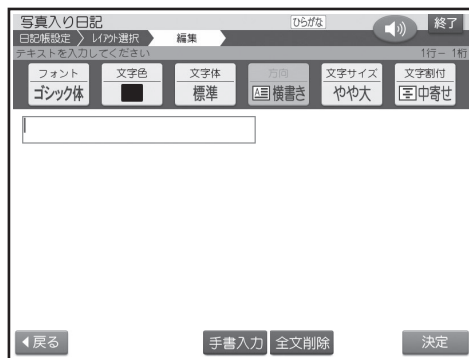 写真入り日記 ひらがな 終了
日記帳設定 レイアウト選択 編集
テキストを入力してください 1行− 1桁
フォント 文字色 文字体 方向 文字サイズ 文字割付
ゴシック体 標準 横書き やや大 中寄せ
戻る 手書入力 全文削除 決定